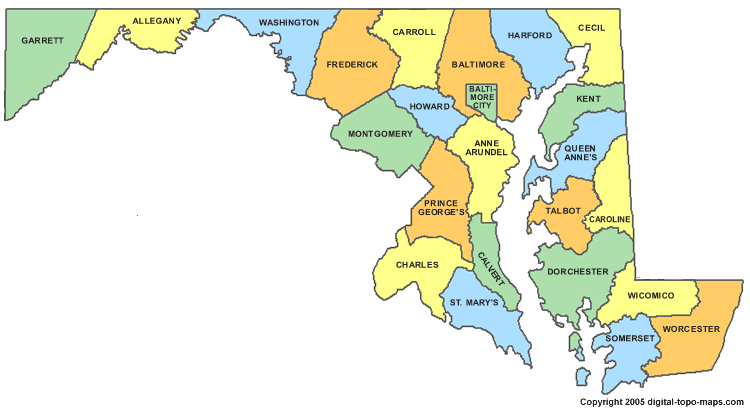 GARRETT
ALLEGANY
WASHINGTON
FREDERICK
CARROLL
BALTIMORE
HARFORD
CECIL
BALTI-
MORE
CITY
HOWARD
MONTGOMERY
KENT
ANNE
ARUNDEL
QUEEN
ANNE'S
PRINCE
GEORGE'S
TALBOT
CAROLINE
CHARLES
CALVERT
DORCHESTER
ST. MARY'S
WICOMICO
SOMERSET
WORCESTER
Copyright 2005 digital-topo-maps.com